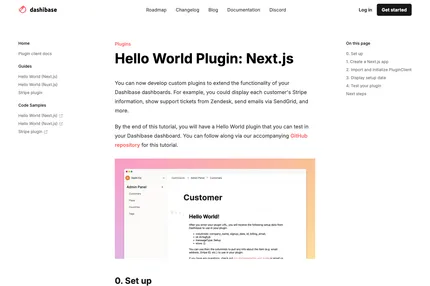 dashibase
Roadmap
Changelog
Blog
Documentation
Discord
Log in
Get started
Home
Plugin client docs
Guides
Hello World (Next.js)
Hello World (Nuxt.js)
Stripe plugin
Code Samples
Hello World (Next.js)
Hello World (Nuxt.js)
Stripe plugin
Plugins
Hello World Plugin: Next.js
You can now develop custom plugins to extend the functionality of your
Dashibase dashboards. For example, you could display each customer's Stripe
information, show support tickets from Zendesk, send emails via SendGrid, and
more.
By the end of this tutorial, you will have a Hello World plugin that you can test in
your Dashibase dashboard. You can follow along via our accompanying GitHub
repository for this tutorial.
Admin Panel
Customer
Hello World!
0. Set up
On this page
0. Set up
1. Create a Next.js app
2. Import and initialize PluginClient
3. Display setup data
4. Test your plugin
Next steps